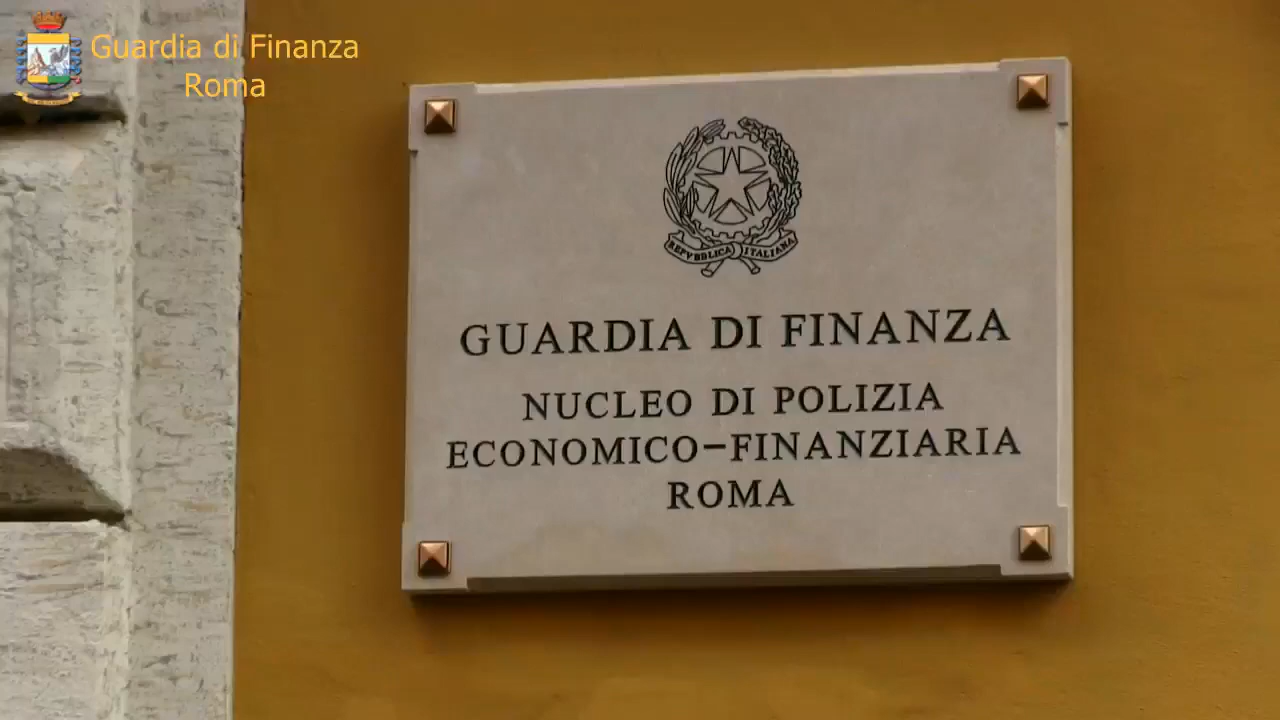 Guardia di Finanza
Roma
REPVBBLICA ITALIANA
GUARDIA DI FINANZA
NUCLEO DI POLIZIA
ECONOMICO-FINANZIARIA
ROMA